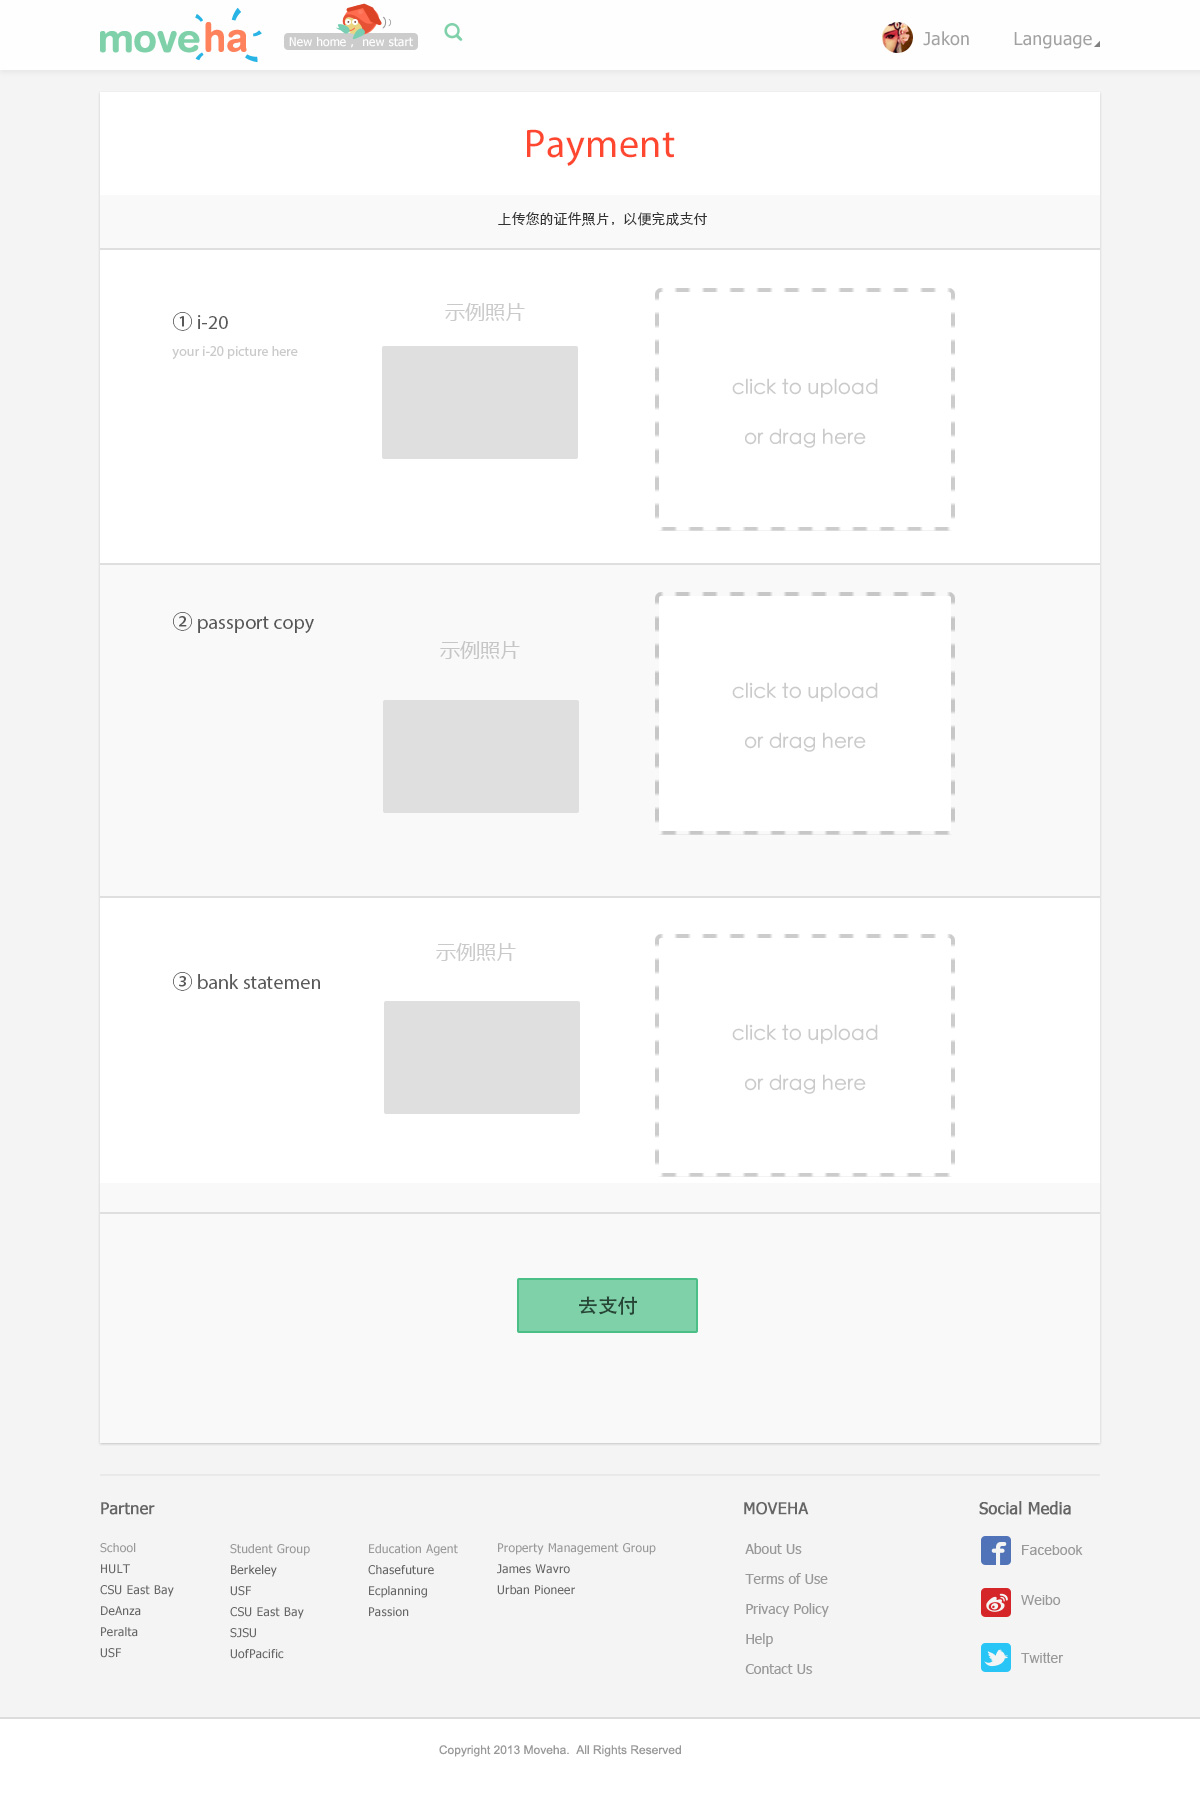 moveha
New home , new start
Jakon
Language
Payment
上传您的证件照片，以便完成支付
① i-20
your i-20 picture here
示例照片
click to upload
or drag here
② passport copy
示例照片
click to upload
or drag here
③ bank statemen
示例照片
click to upload
or drag here
去支付
Partner
School
HULT
CSU East Bay
DeAnza
Peralta
USF
Student Group
Berkeley
USF
CSU East Bay
SJSU
UofPacific
Education Agent
Chasefuture
Ecplanning
Passion
Property Management Group
James Wavro
Urban Pioneer
MOVEHA
About Us
Terms of Use
Privacy Policy
Help
Contact Us
Social Media
Facebook
Weibo
Twitter
Copyright 2013 Moveha. All Rights Reserved